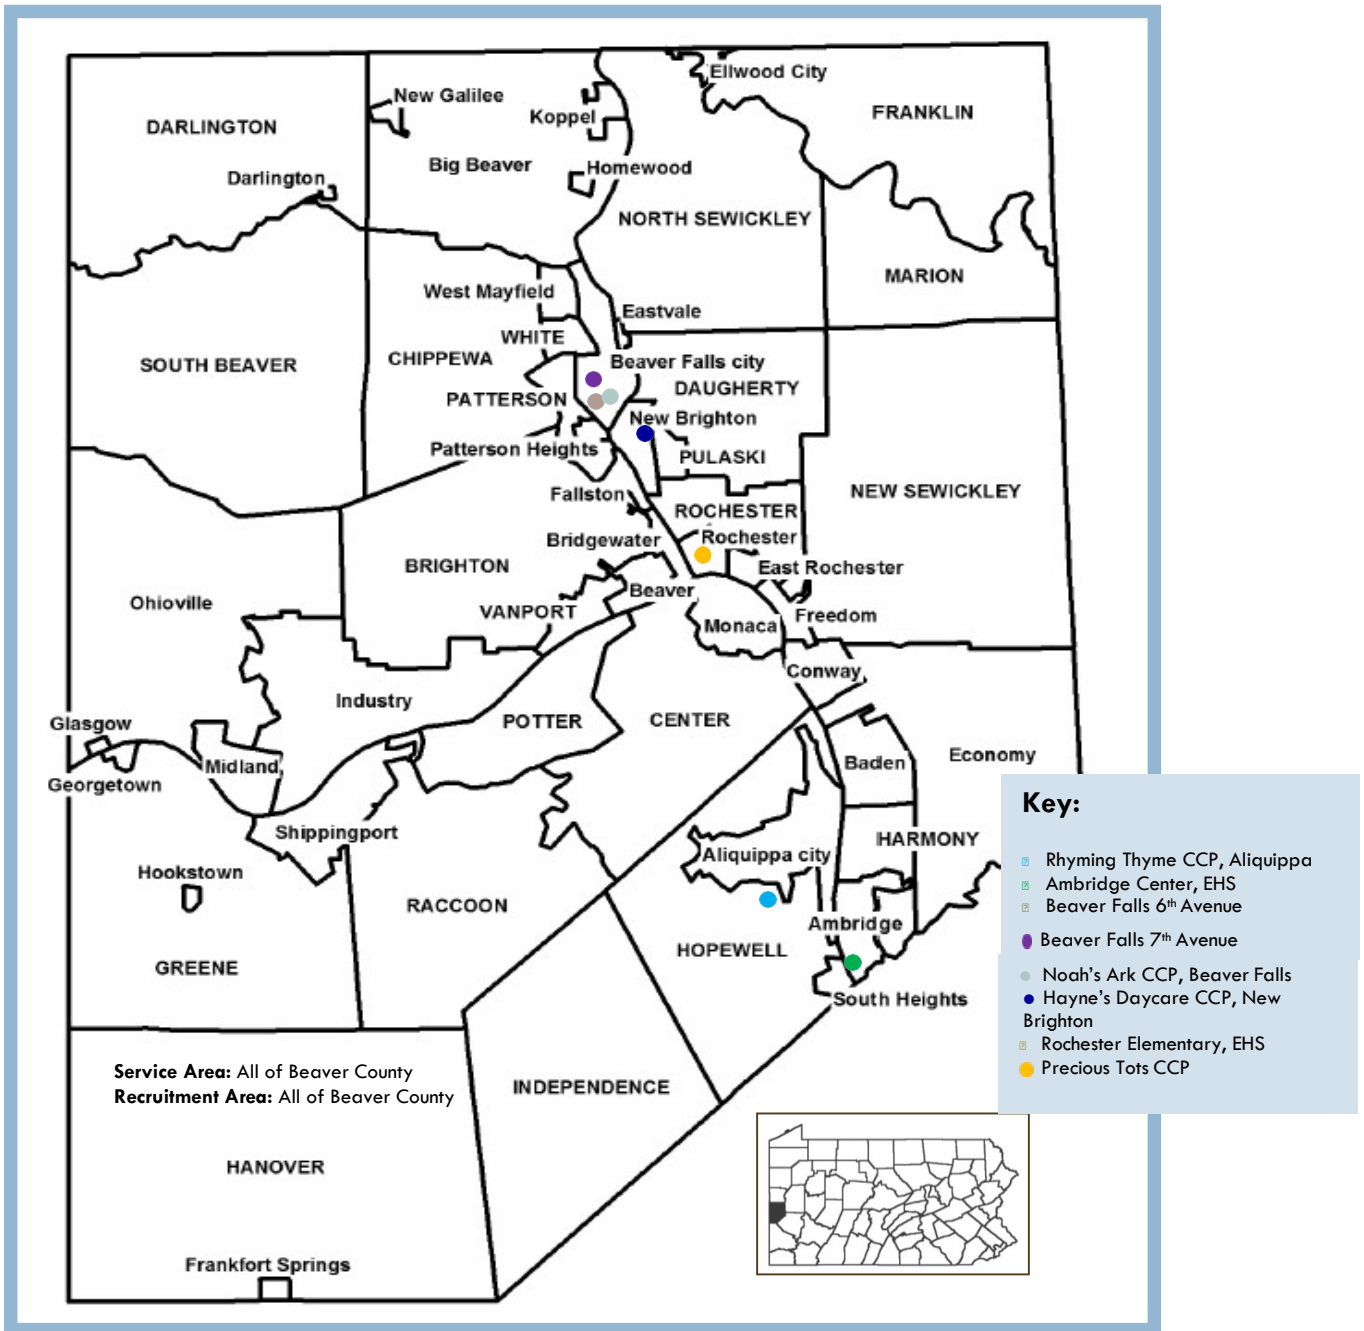 Ellwood City
New Galilee
FRANKLIN
Koppel
DARLINGTON
Big Beaver
Homewood
Darlington
NORTH SEWICKLEY
MARION
West Mayfield
Eastvale
WHITE
CHIPPEWA
Beaver Falls city
SOUTH BEAVER
DAUGHERTY
PATTERSON
New Brighton
Patterson Heights
PULASKI
NEW SEWICKLEY
Fallston
ROCHESTER
Rochester
Bridgewater
BRIGHTON
East Rochester
Beaver
Ohioville
VANPORT
Freedom
Monaca
Conway
Industry
Glasgow
POTTER
CENTER
Economy
Baden
Midland
Georgetown
Key:
Shippingport
HARMONY
Aliquippa city
Rhyming Thyme CCP, Aliquippa
Hookstown
Ambridge Center, EHS
RACCOON
Beaver Falls 6th Avenue
Ambridge
Beaver Falls 7th Avenue
HOPEWELL
GREENE
Noah's Ark CCP, Beaver Falls
South Heights
Hayne's Daycare CCP, New
Brighton
Rochester Elementary, EHS
Precious Tots CCP
Service Area: All of Beaver County
Recruitment Area: All of Beaver County
INDEPENDENCE
HANOVER
Frankfort Springs